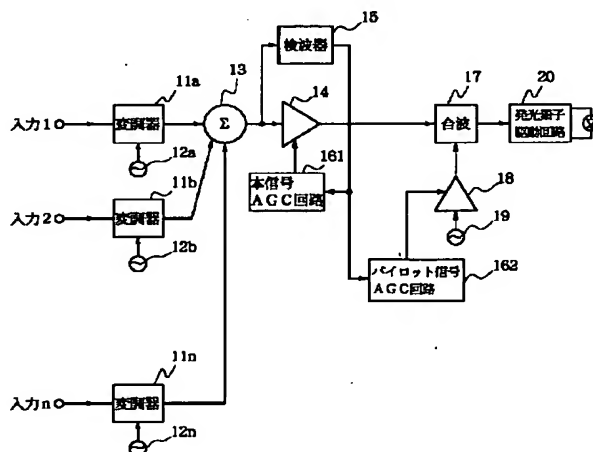 15
検波器
11a
13
14
17
20
入力1
変調器
Σ
合波
発光素子
駆動回路
12a
161
11b
本信号
AGC回路
18
入力2
変調器
19
12b
パイロット信号
AGC回路
162
11n
入力n
変調器
12n